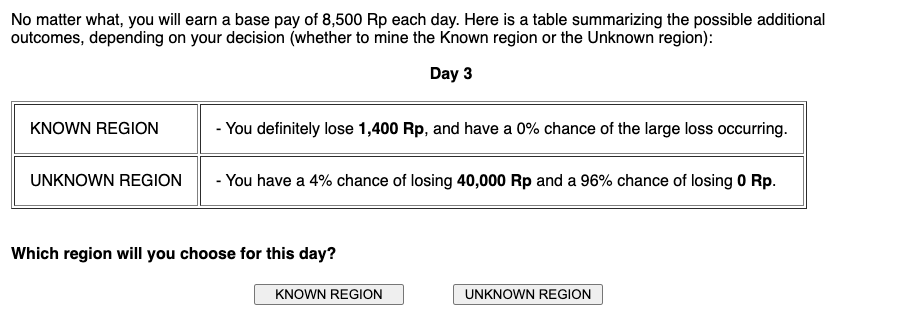 No matter what, you will earn a base pay of 8,500 Rp each day. Here is a table summarizing the possible additional
outcomes, depending on your decision (whether to mine the Known region or the Unknown region):
Day 3
KNOWN REGION
- You definitely lose 1,400 Rp, and have a 0% chance of the large loss occurring.
UNKNOWN REGION
- You have a 4% chance of losing 40,000 Rp and a 96% chance of losing 0 Rp.
Which region will you choose for this day?
KNOWN REGION
UNKNOWN REGION